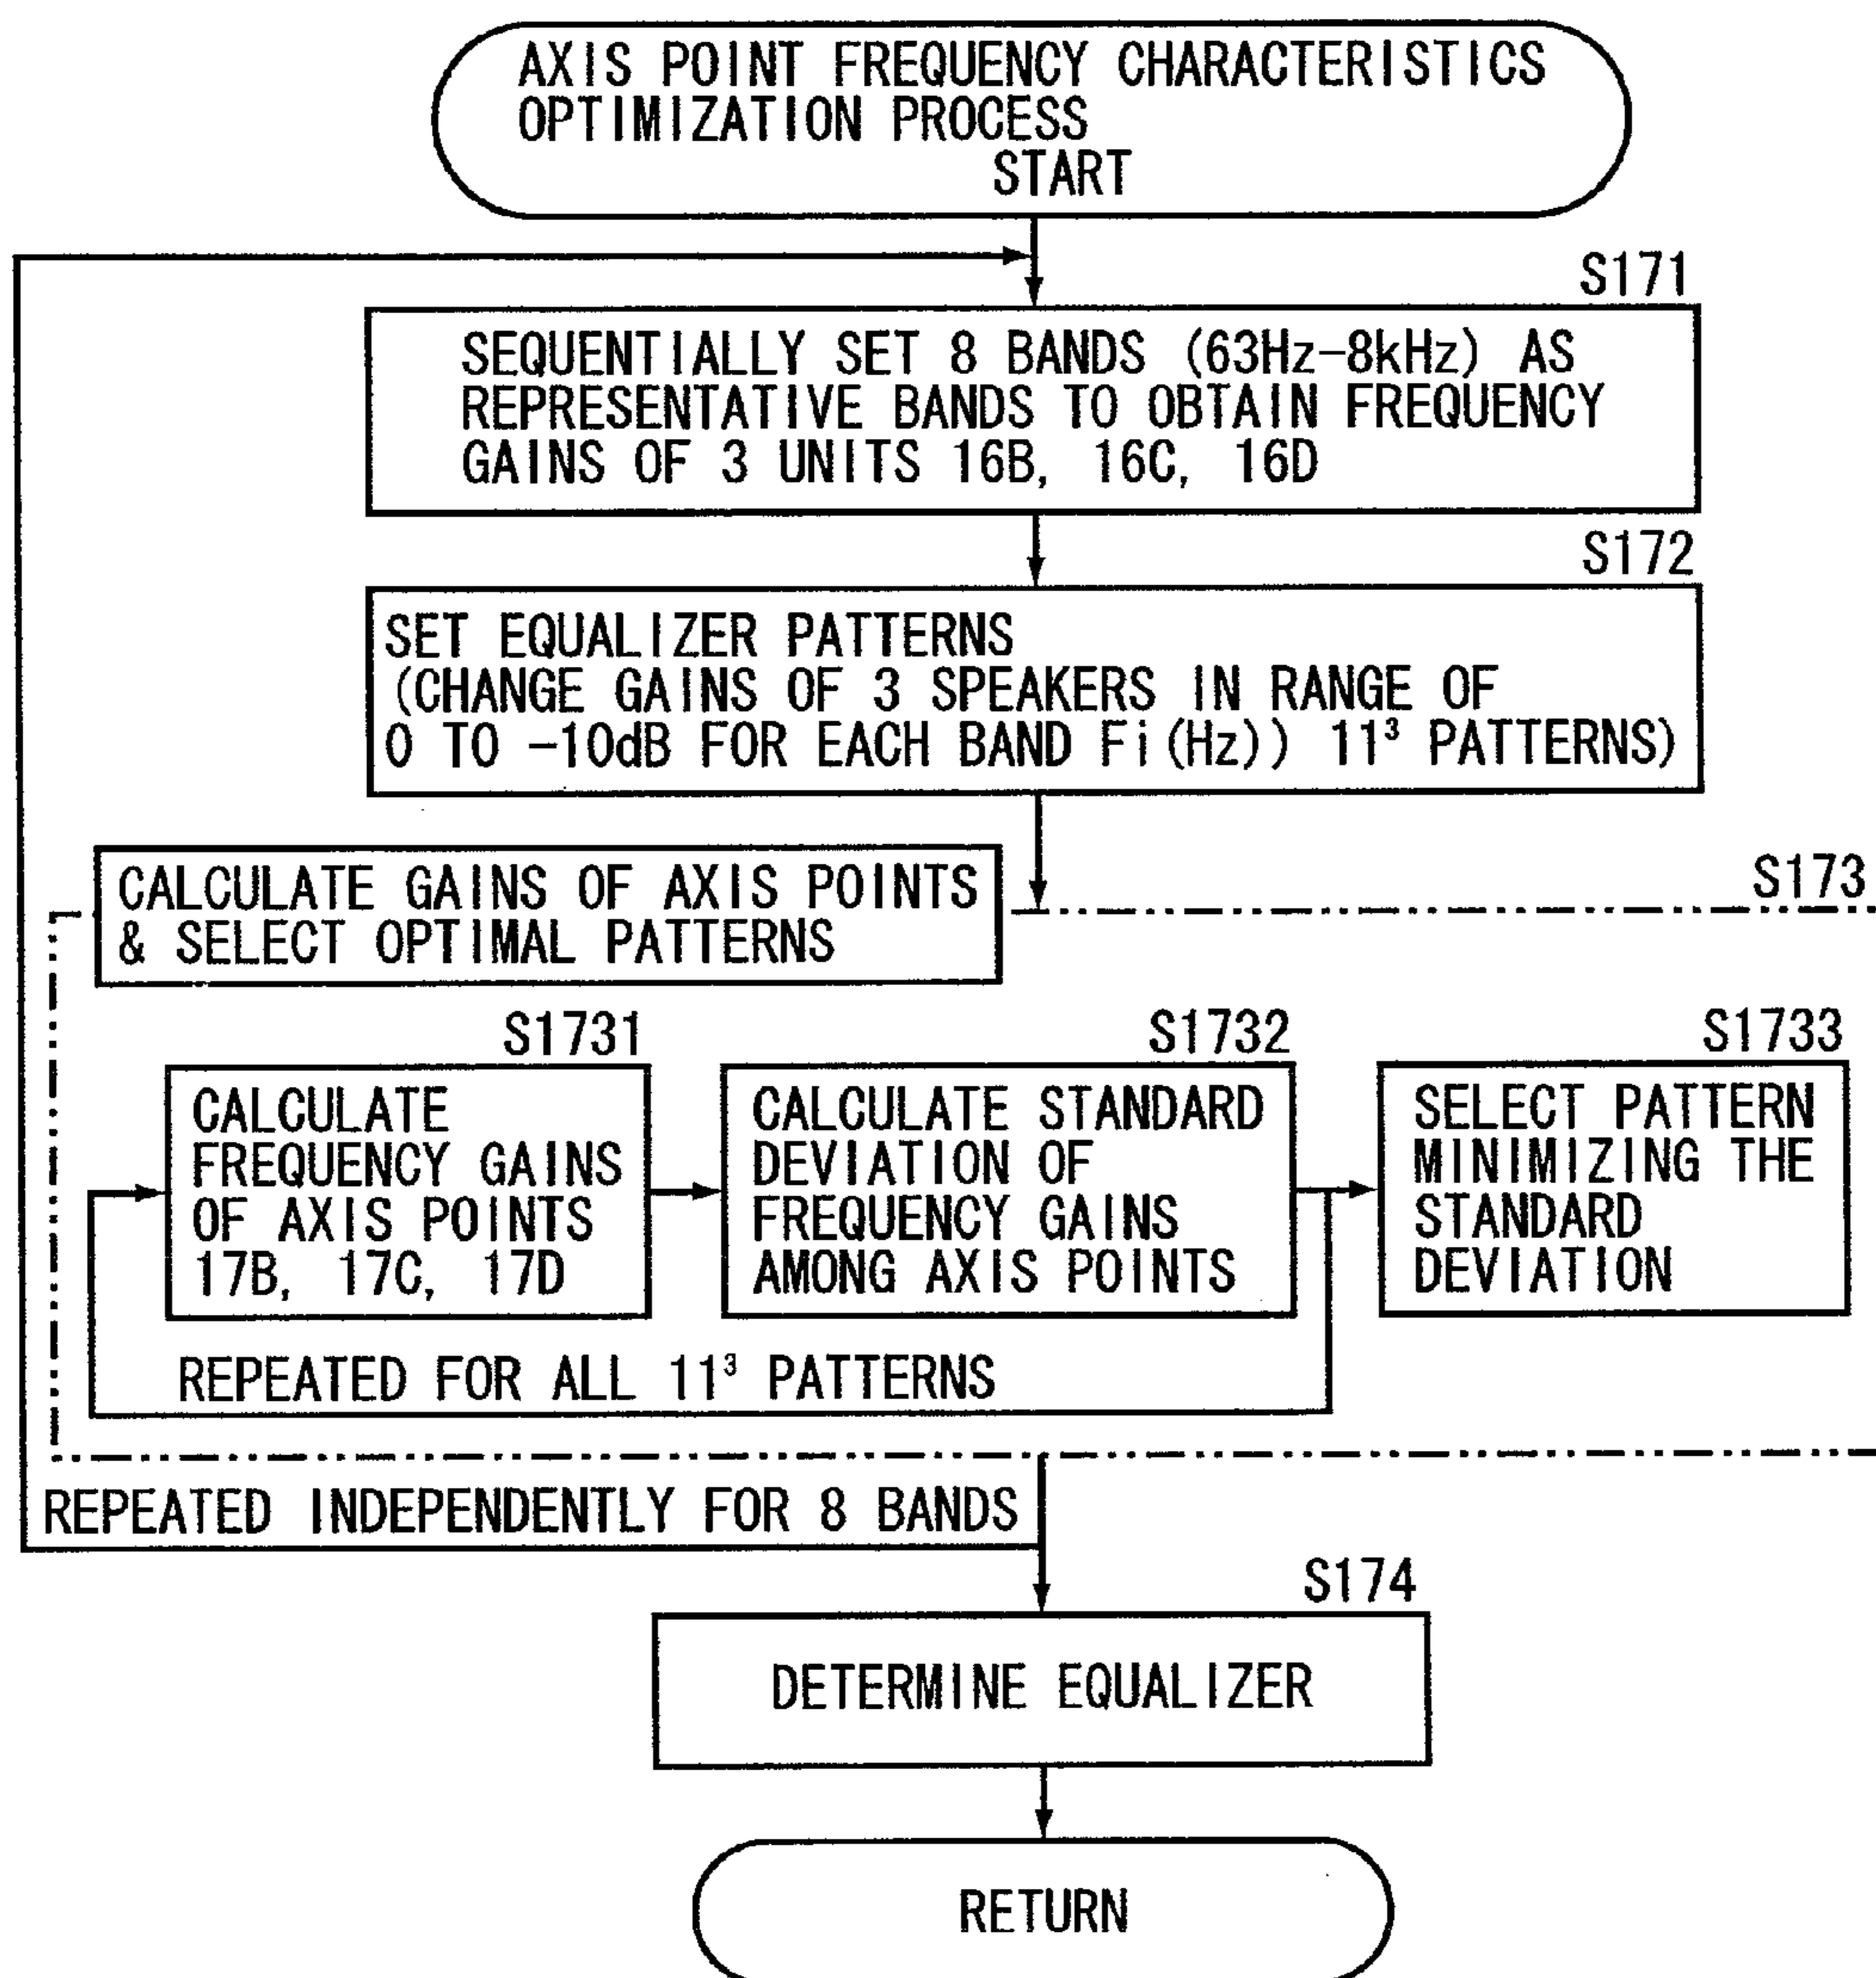 AXIS POINT FREQUENCY CHARACTERISTICS
OPTIMIZATION PROCESS
START
S171
SEQUENTIALLY SET 8 BANDS (63Hz-8kHz) AS
REPRESENTATIVE BANDS TO OBTAIN FREQUENCY
GAINS OF 3 UNITS 16B, 16C, 16D
S172
SET EQUALIZER PATTERNS
(CHANGE GAINS OF 3 SPEAKERS IN RANGE OF
0 TO -10dB FOR EACH BAND Fi(Hz)) 11³ PATTERNS)
CALCULATE GAINS OF AXIS POINTS
& SELECT OPTIMAL PATTERNS
S173
S1731
CALCULATE
FREQUENCY GAINS
OF AXIS POINTS
17B, 17C, 17D
S1732
CALCULATE STANDARD
DEVIATION OF
FREQUENCY GAINS
AMONG AXIS POINTS
S1733
SELECT PATTERN
MINIMIZING THE
STANDARD
DEVIATION
REPEATED FOR ALL 11³ PATTERNS
REPEATED INDEPENDENTLY FOR 8 BANDS
S174
DETERMINE EQUALIZER
RETURN